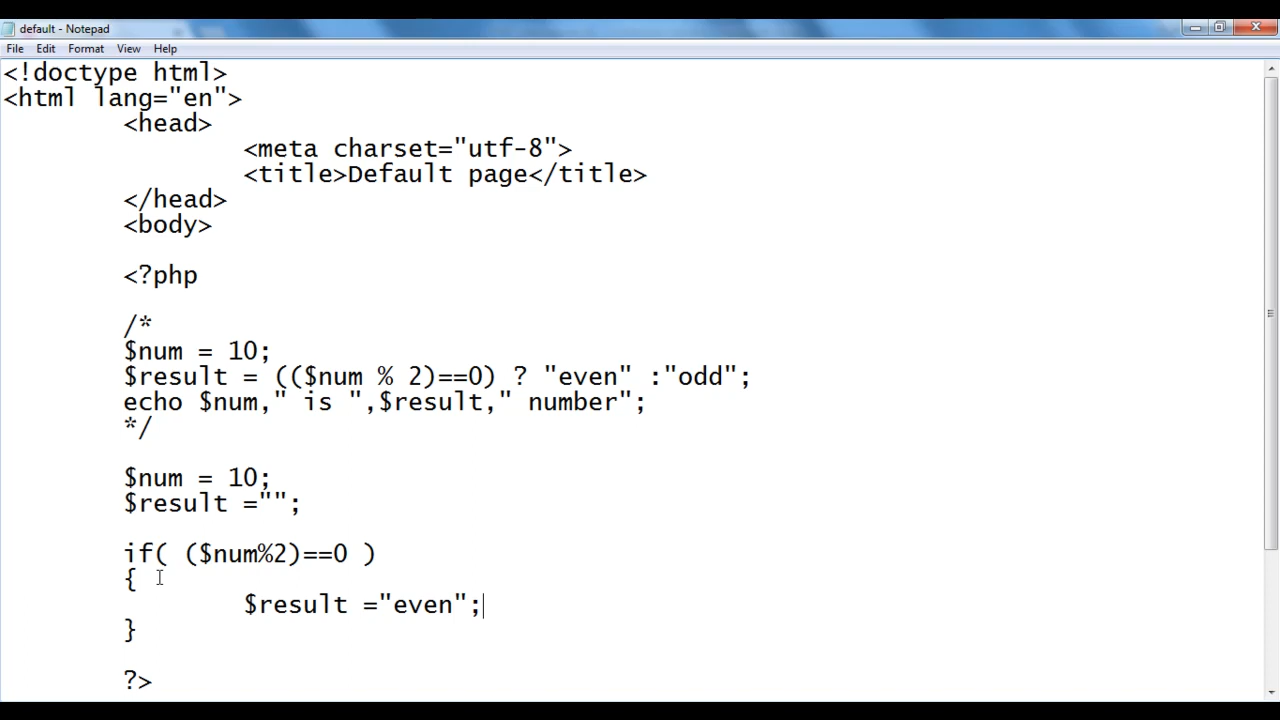 default - Notepad
File Edit Format View Help
<!doctype html>
<html lang="en">
<head>
<meta charset="utf-8">
<title>Default page</title>
</head>
<body>
<?php
/*
$num = 10;
$result = (($num % 2)==0) ? "even" :"odd";
echo $num," is ",$result," number";
*/
$num = 10;
$result ="";
if( ($num%2)==0 )
{
$result ="even";
}
?>